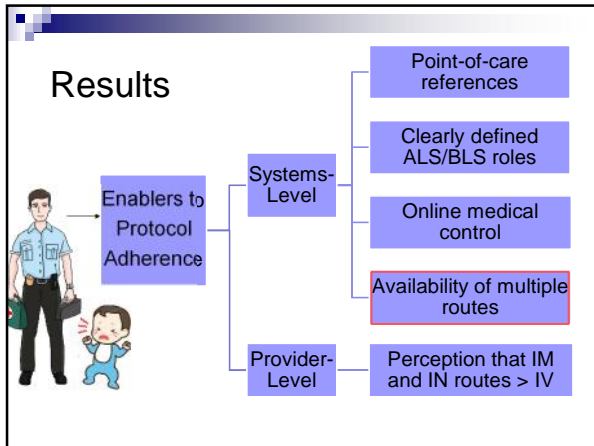 Results
Enablers to
Protocol
Adherence
Systems-
Level
Point-of-care
references
Clearly defined
ALS/BLS roles
Online medical
control
Availability of multiple
routes
Provider-
Level
Perception that IM
and IN routes > IV